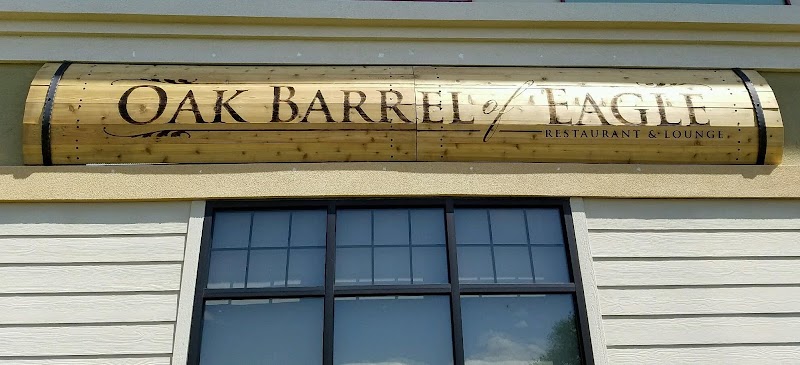 OAK BARREL of EAGLE
RESTAURANT & LOUNGE